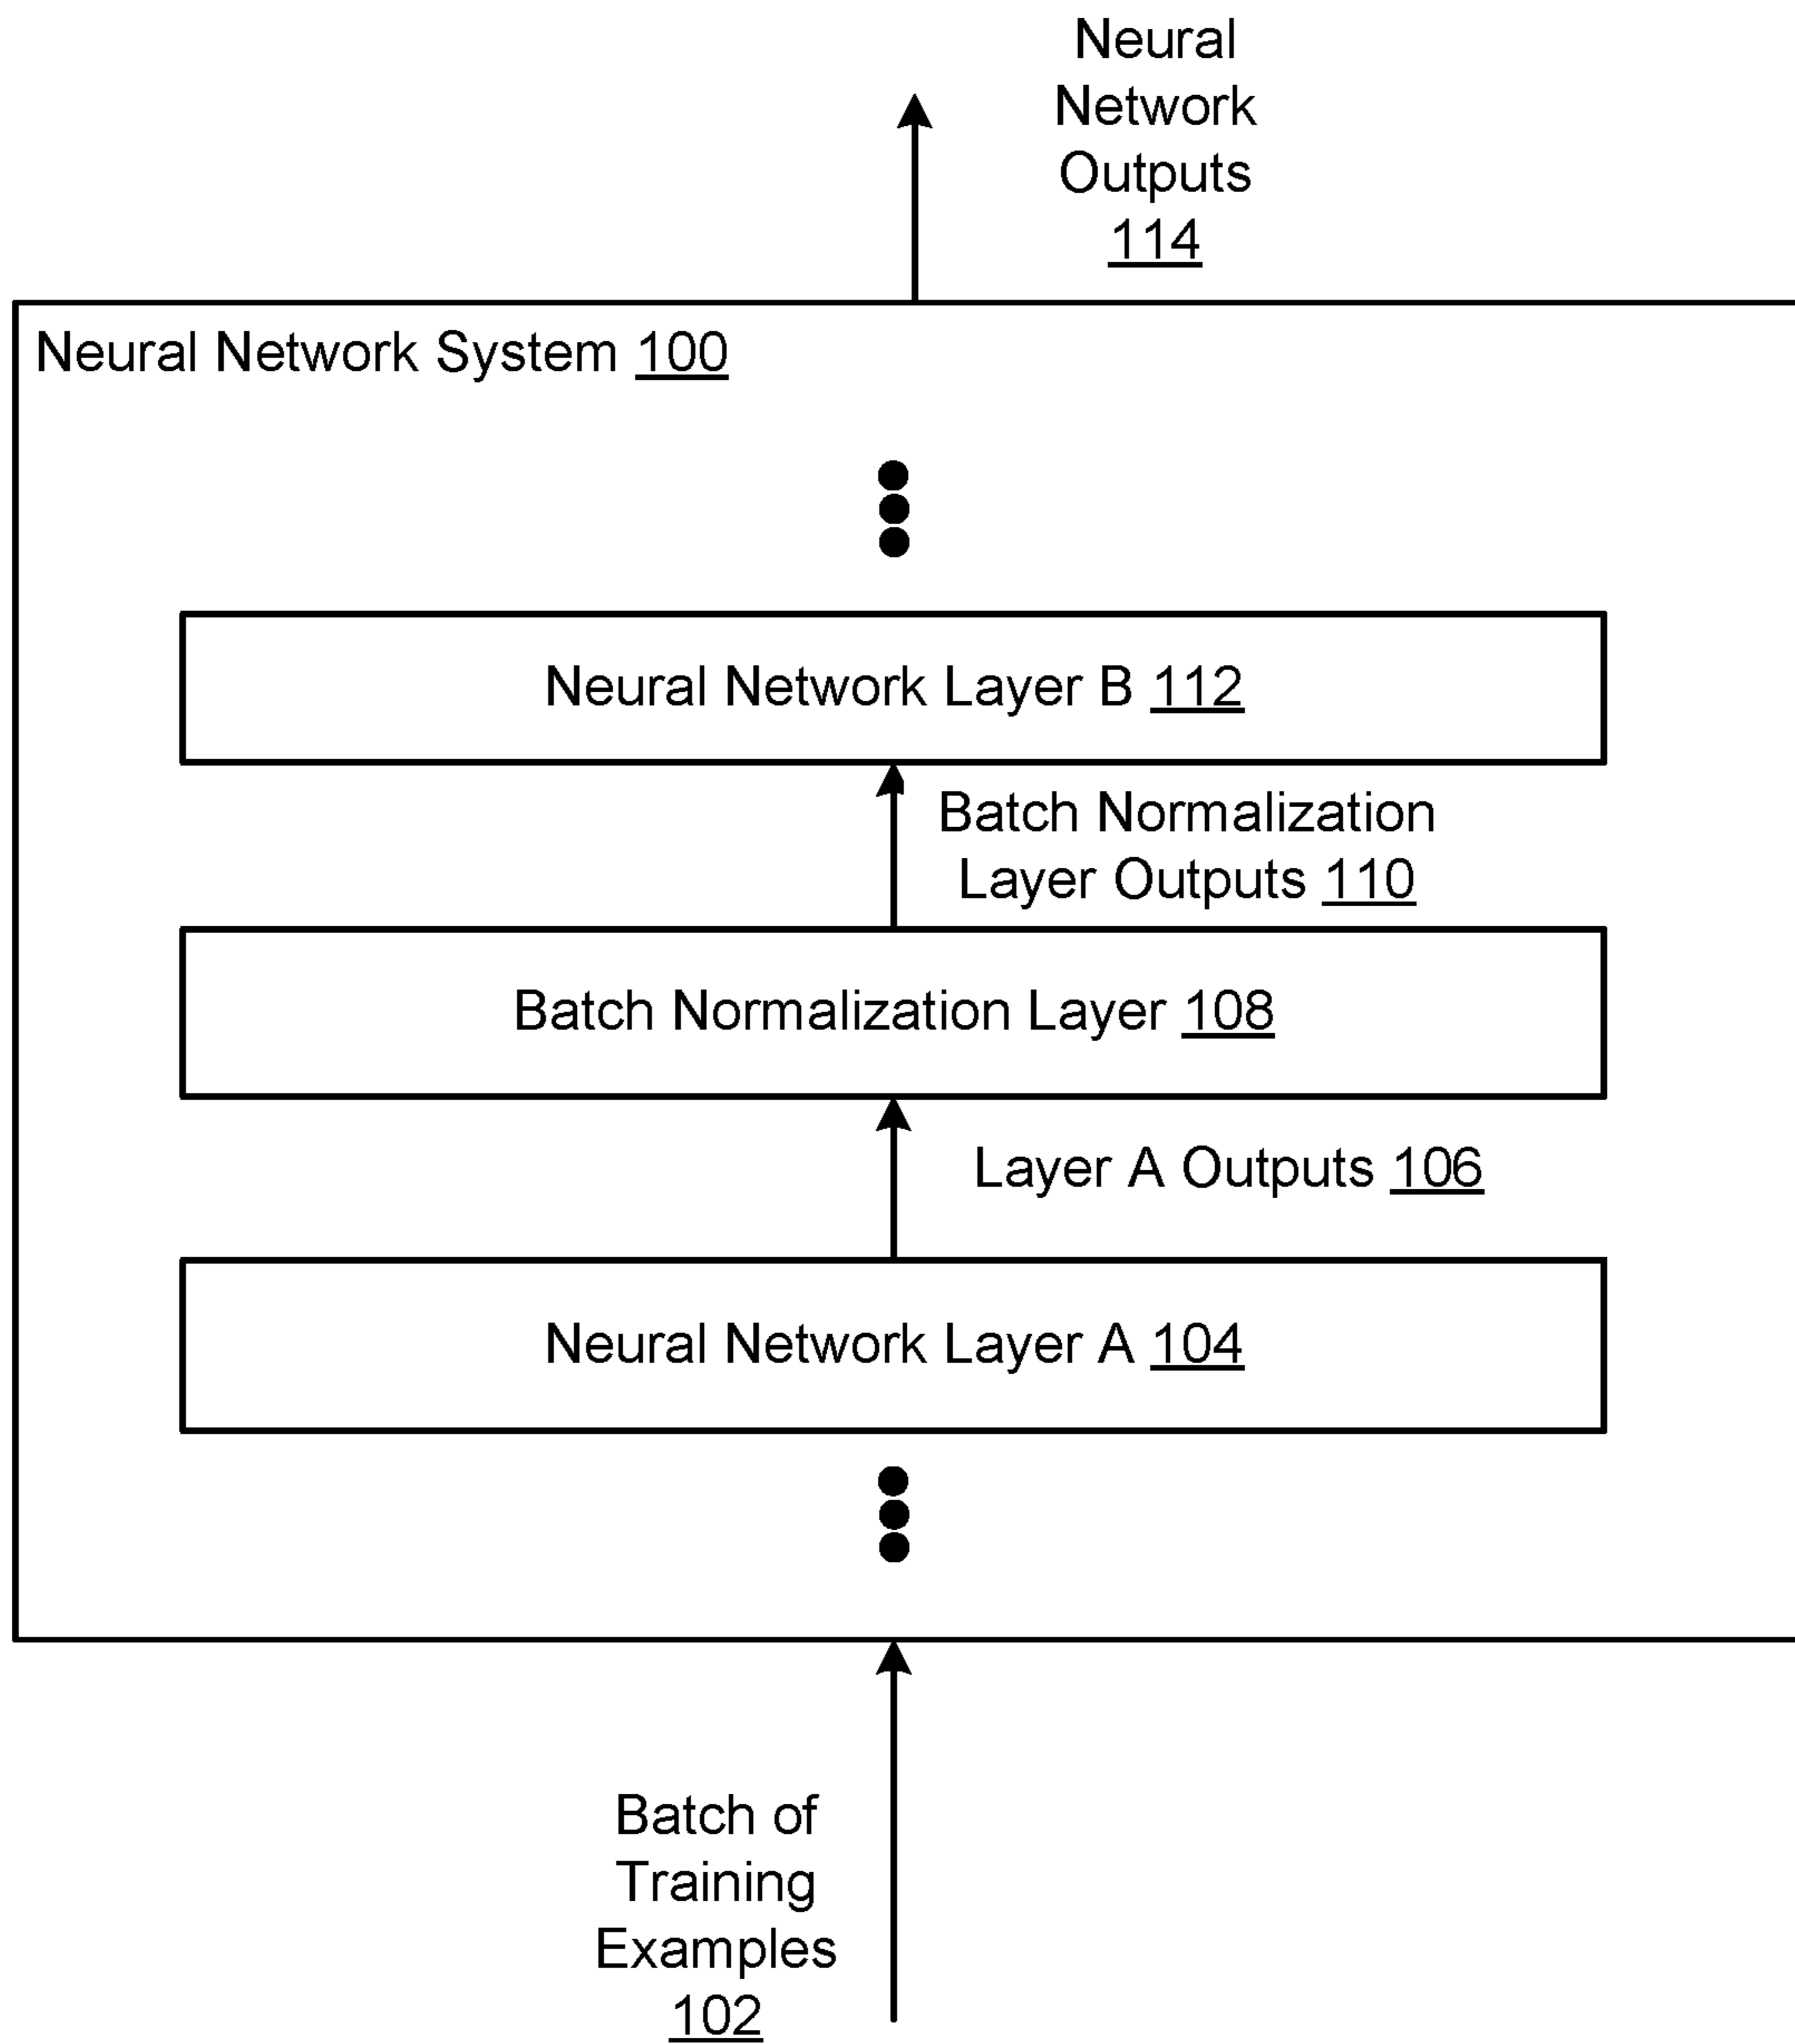 Neural
Network
Outputs
114
Neural Network System 100
Neural Network Layer B 112
Batch Normalization
Layer Outputs 110
Batch Normalization Layer 108
Layer A Outputs 106
Neural Network Layer A 104
Batch of
Training
Examples
102